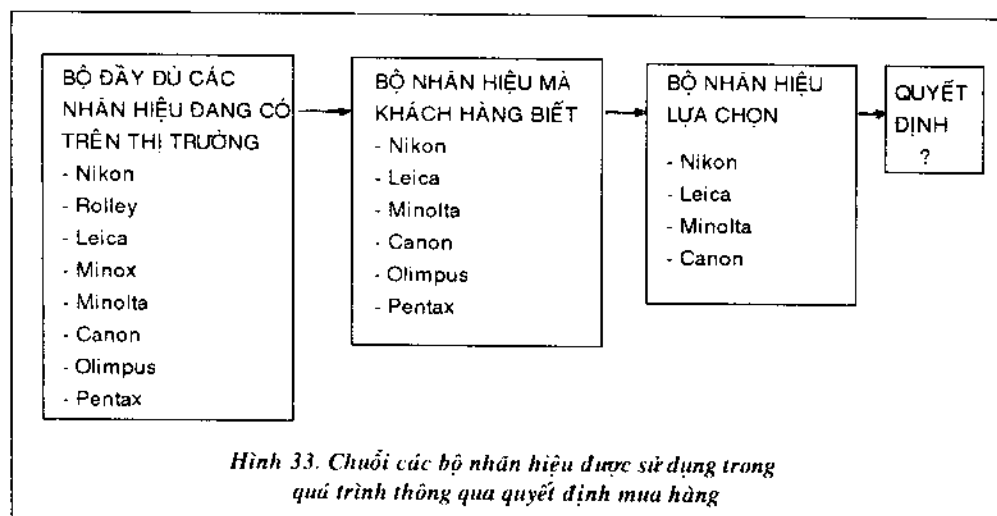 BỘ ĐẦY ĐỦ CÁC
NHÃN HIỆU ĐANG CÓ
TRÊN THỊ TRƯỜNG
- Nikon
- Rolley
- Leica
- Minox
- Minolta
- Canon
- Olimpus
- Pentax
BỘ NHÃN HIỆU MÀ
KHÁCH HÀNG BIẾT
- Nikon
- Leica
- Minolta
- Canon
- Olimpus
- Pentax
BỘ NHÃN HIỆU
LỰA CHỌN
- Nikon
- Leica
- Minolta
- Canon
QUYẾT
ĐỊNH
?
Hình 33. Chuỗi các bộ nhãn hiệu được sử dụng trong
quá trình thông qua quyết định mua hàng